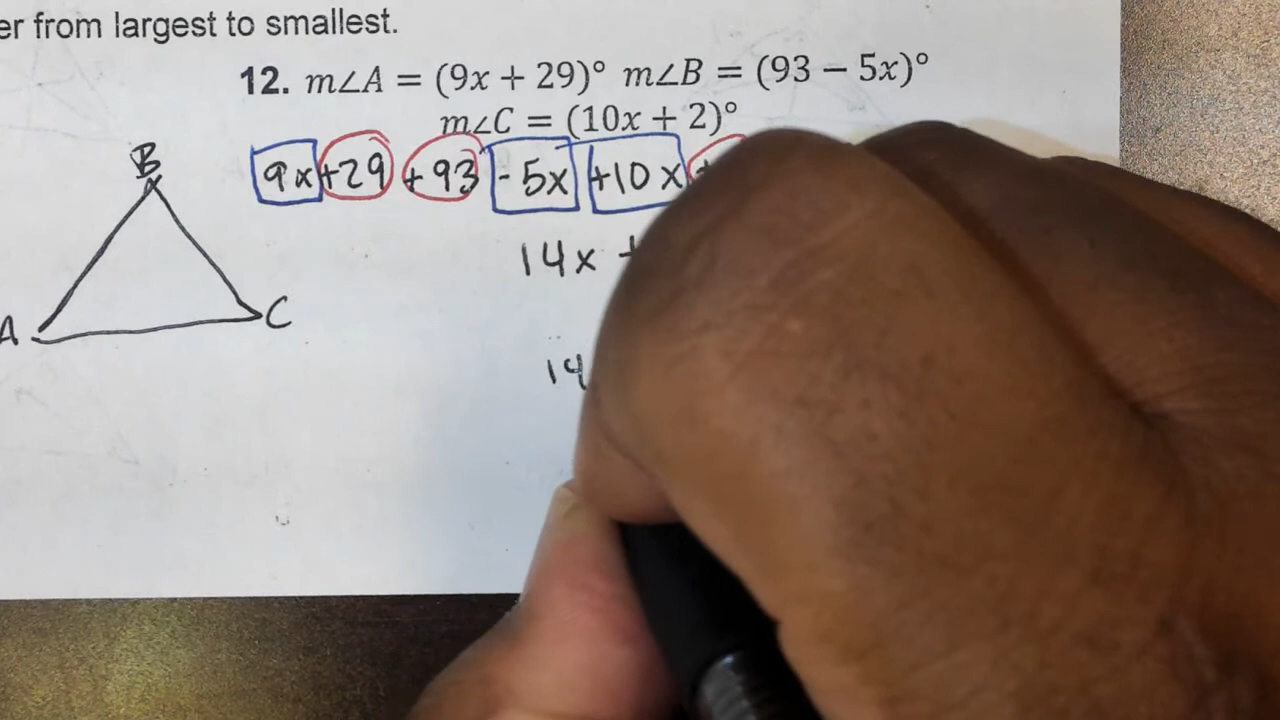 er from largest to smallest.
12. m∠A = (9x + 29)° m∠B = (93 − 5x)°
m∠C = (10x + 2)°
9x +29 +93 -5x +10x
B
14x +
A
C
14